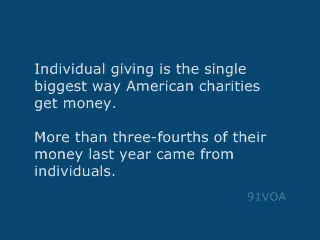 Individual giving is the single
biggest way American charities
get money.
More than three-fourths of their
money last year came from
individuals.
91VOA